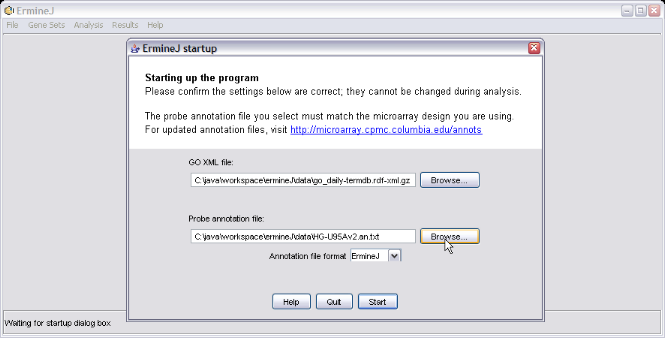 ErmineJ
File Gene Sets Analysis Results Help
ErmineJ startup
Starting up the program
Please confirm the settings below are correct; they cannot be changed during analysis.
The probe annotation file you select must match the microarray design you are using.
For updated annotation files, visit http://microarray.cpmc.columbia.edu/annots
GO XML file:
C:\java\workspace\ermineJ\data\go_daily-termdb.rdf-xml.gz Browse...
Probe annotation file:
C:\java\workspace\ermineJ\data\HG-U95Av2.an.txt Browse...
Annotation file format ErmineJ
Help Quit Start
Waiting for startup dialog box